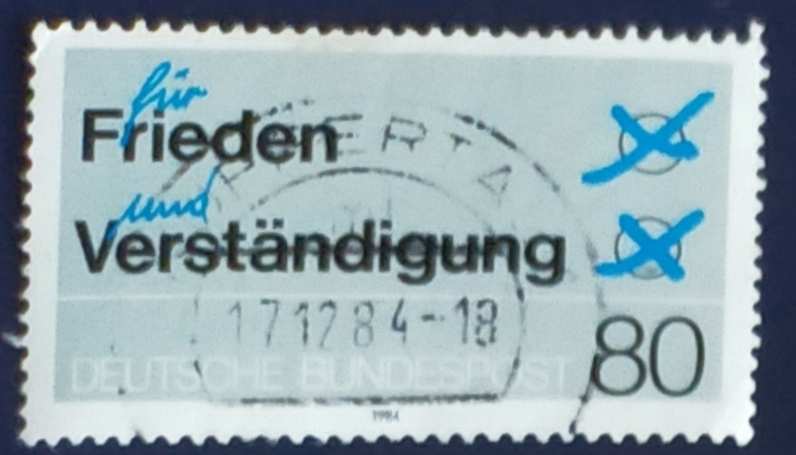 für
Frieden
und
Verständigung
17.12.84-18
80
DEUTSCHE BUNDESPOST
1984